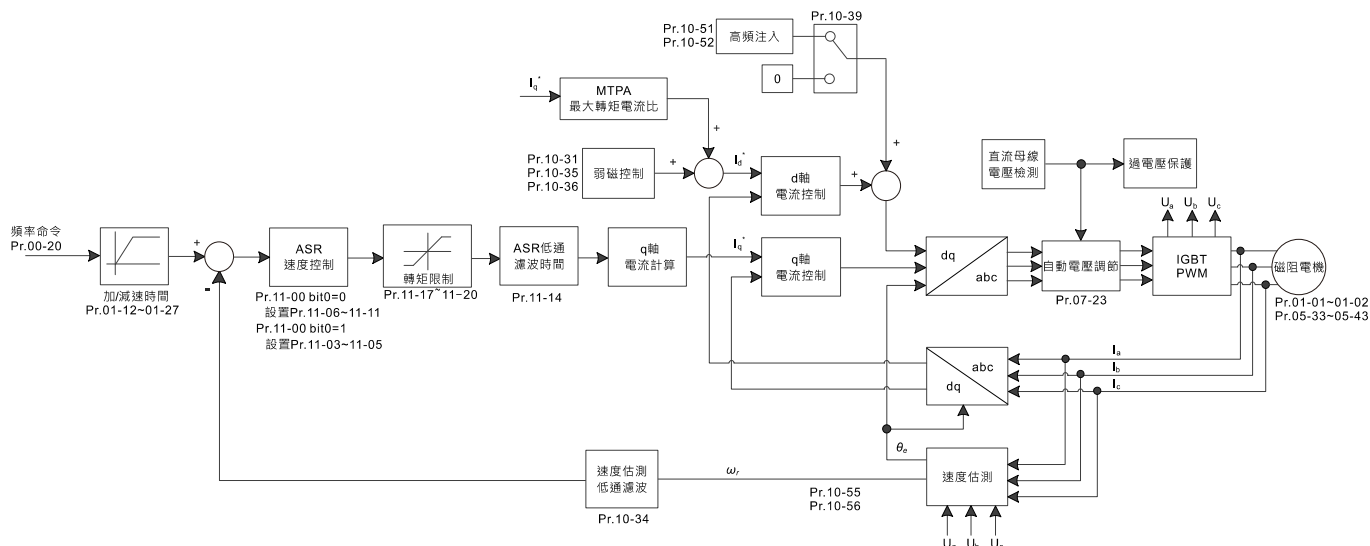 Pr.10-39
Pr.10-51
Pr.10-52
高頻注入
0
Iq*
MTPA
最大轉矩電流比
+
+
Pr.10-31
Pr.10-35
Pr.10-36
弱磁控制
+
Id*
d軸
電流控制
+
直流母線
電壓檢測
過電壓保護
Ua
Ub
Uc
頻率命令
Pr.00-20
加/減速時間
Pr.01-12~01-27
+
-
ASR
速度控制
Pr.11-00 bit0=0
設置Pr.11-06~11-11
Pr.11-00 bit0=1
設置Pr.11-03~11-05
轉矩限制
Pr.11-17~11-20
ASR低通
濾波時間
Pr.11-14
q軸
電流計算
Iq*
q軸
電流控制
dq
abc
自動電壓調節
Pr.07-23
IGBT
PWM
磁阻電機
Pr.01-01~01-02
Pr.05-33~05-43
abc
dq
Ia
Ib
Ic
θe
速度估測
低通濾波
Pr.10-34
ωr
Pr.10-55
Pr.10-56
速度估測